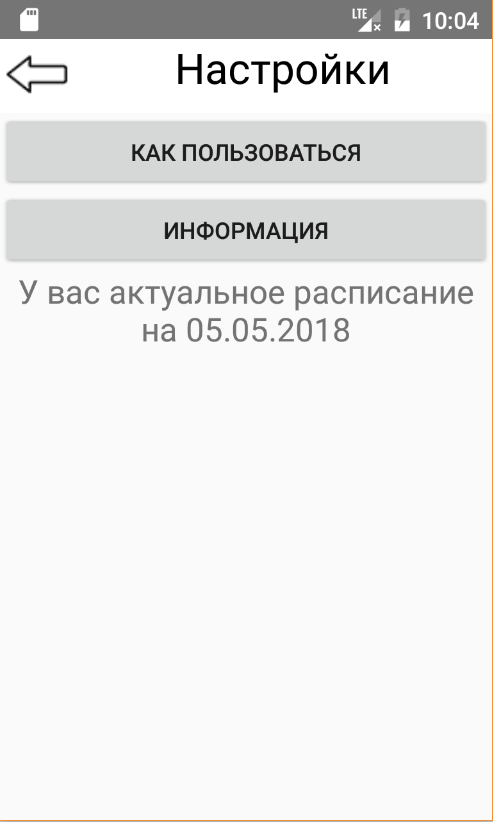 LTE 10:04
Настройки
КАК ПОЛЬЗОВАТЬСЯ
ИНФОРМАЦИЯ
У вас актуальное расписание
на 05.05.2018